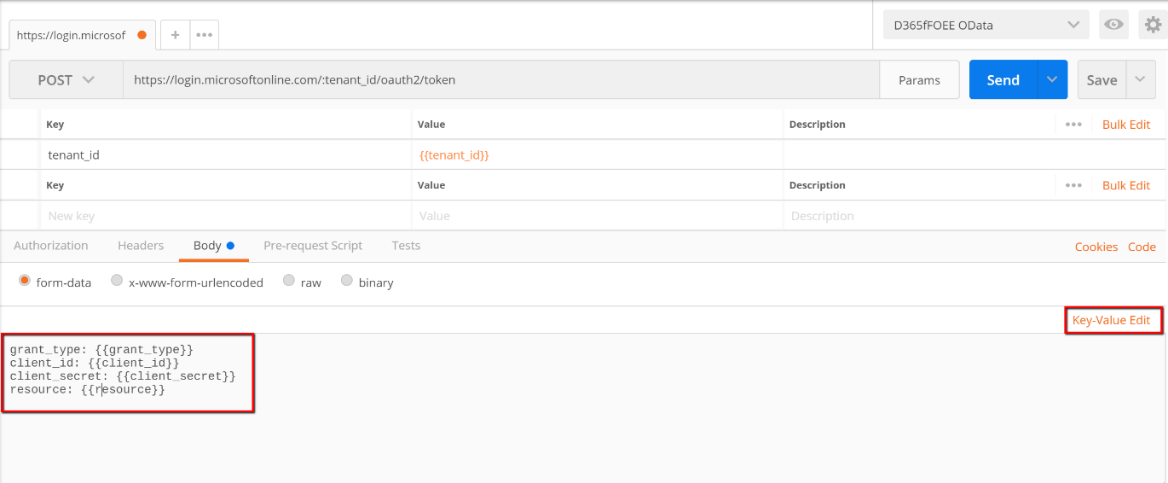 https://login.microsof + •••
D365fFOEE OData
POST https://login.microsoftonline.com/:tenant_id/oauth2/token Params Send Save
Key Value Description ••• Bulk Edit
tenant_id {{tenant_id}}
Key Value Description ••• Bulk Edit
New key Value Description
Authorization Headers Body Pre-request Script Tests Cookies Code
form-data x-www-form-urlencoded raw binary
Key-Value Edit
grant_type: {{grant_type}}
client_id: {{client_id}}
client_secret: {{client_secret}}
resource: {{resource}}